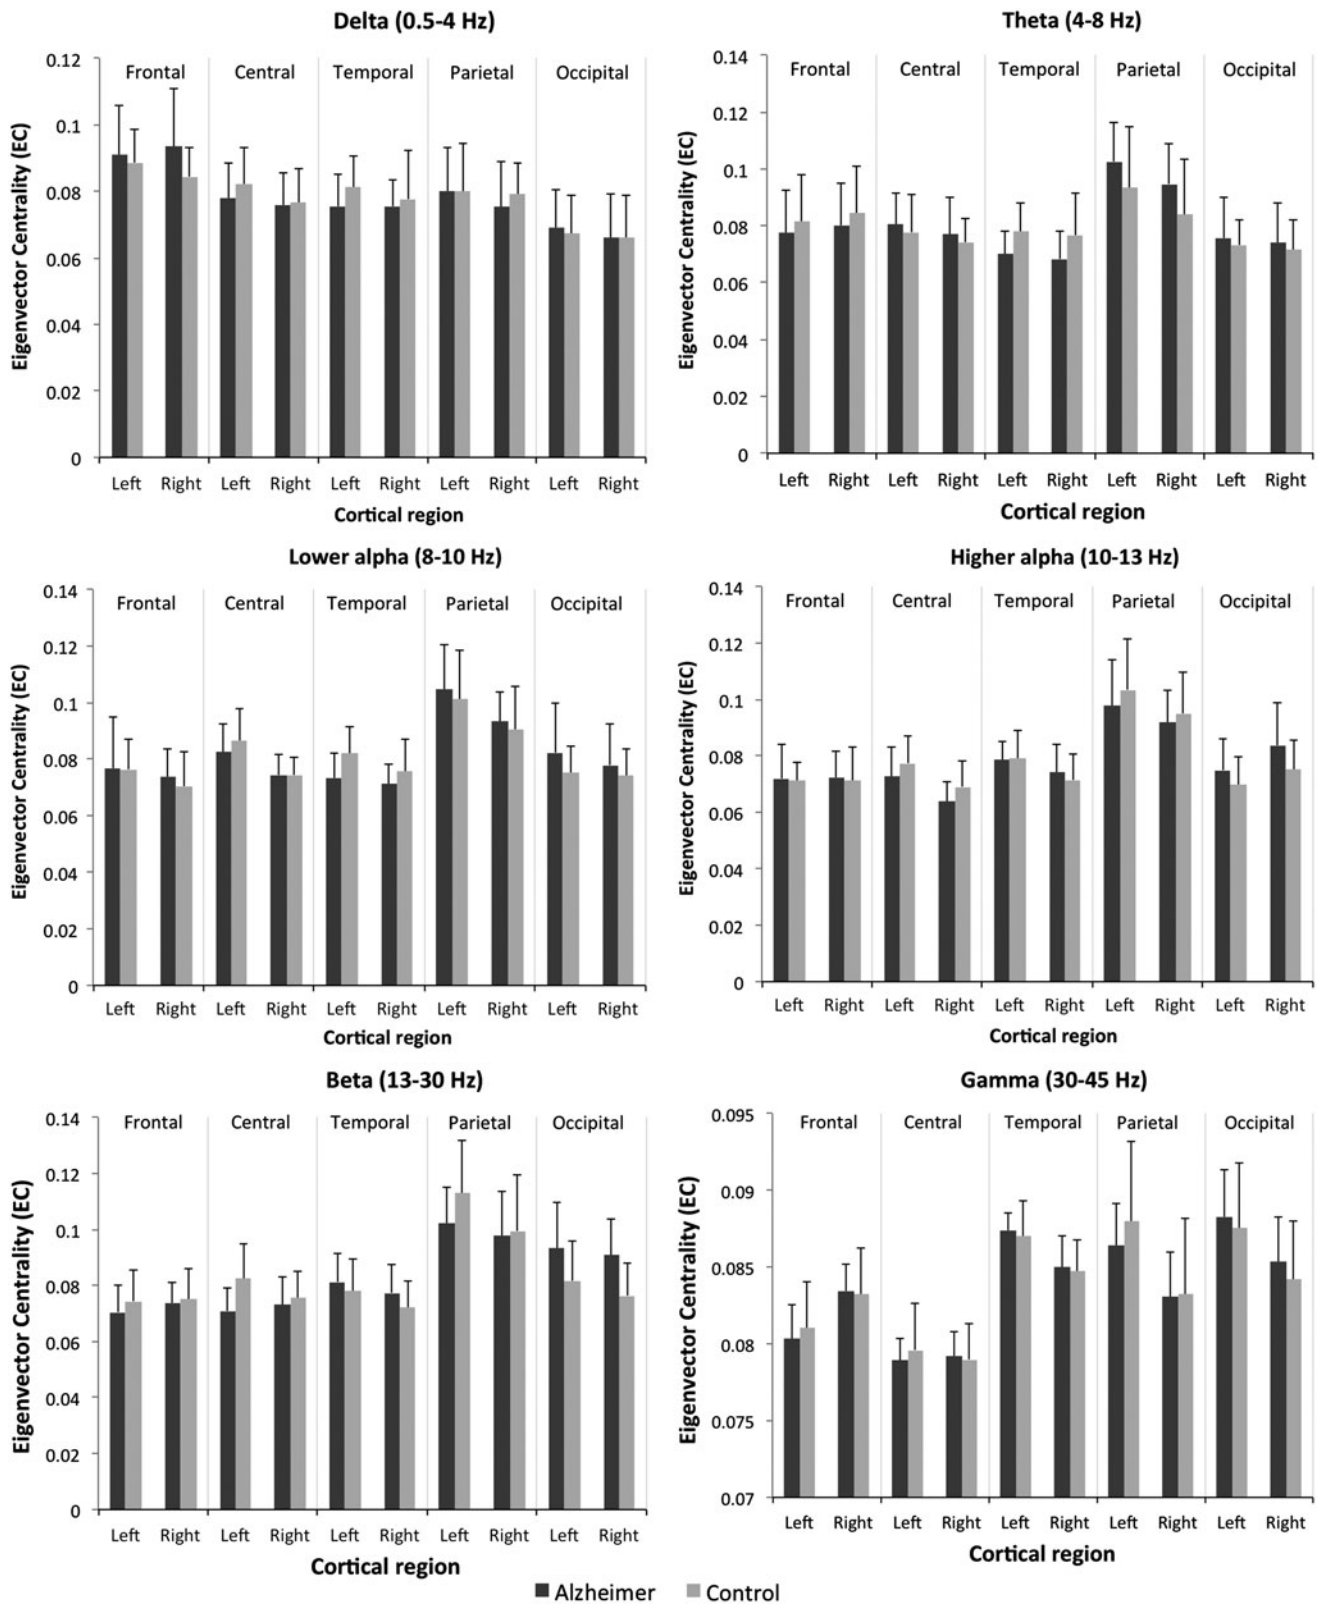 Delta (0.5-4 Hz)
Eigenvector Centrality (EC)
0.12
0.1
0.08
0.06
0.04
0.02
0
Frontal Central Temporal Parietal Occipital
Left Right Left Right Left Right Left Right Left Right
Cortical region
Theta (4-8 Hz)
Eigenvector Centrality (EC)
0.14
0.12
0.1
0.08
0.06
0.04
0.02
0
Frontal Central Temporal Parietal Occipital
Left Right Left Right Left Right Left Right Left Right
Cortical region
Lower alpha (8-10 Hz)
Eigenvector Centrality (EC)
0.14
0.12
0.1
0.08
0.06
0.04
0.02
0
Frontal Central Temporal Parietal Occipital
Left Right Left Right Left Right Left Right Left Right
Cortical region
Higher alpha (10-13 Hz)
Eigenvector Centrality (EC)
0.14
0.12
0.1
0.08
0.06
0.04
0.02
0
Frontal Central Temporal Parietal Occipital
Left Right Left Right Left Right Left Right Left Right
Cortical region
Beta (13-30 Hz)
Eigenvector Centrality (EC)
0.14
0.12
0.1
0.08
0.06
0.04
0.02
0
Frontal Central Temporal Parietal Occipital
Left Right Left Right Left Right Left Right Left Right
Cortical region
Gamma (30-45 Hz)
Eigenvector Centrality (EC)
0.095
0.09
0.085
0.08
0.075
0.07
Frontal Central Temporal Parietal Occipital
Left Right Left Right Left Right Left Right Left Right
Cortical region
Alzheimer Control